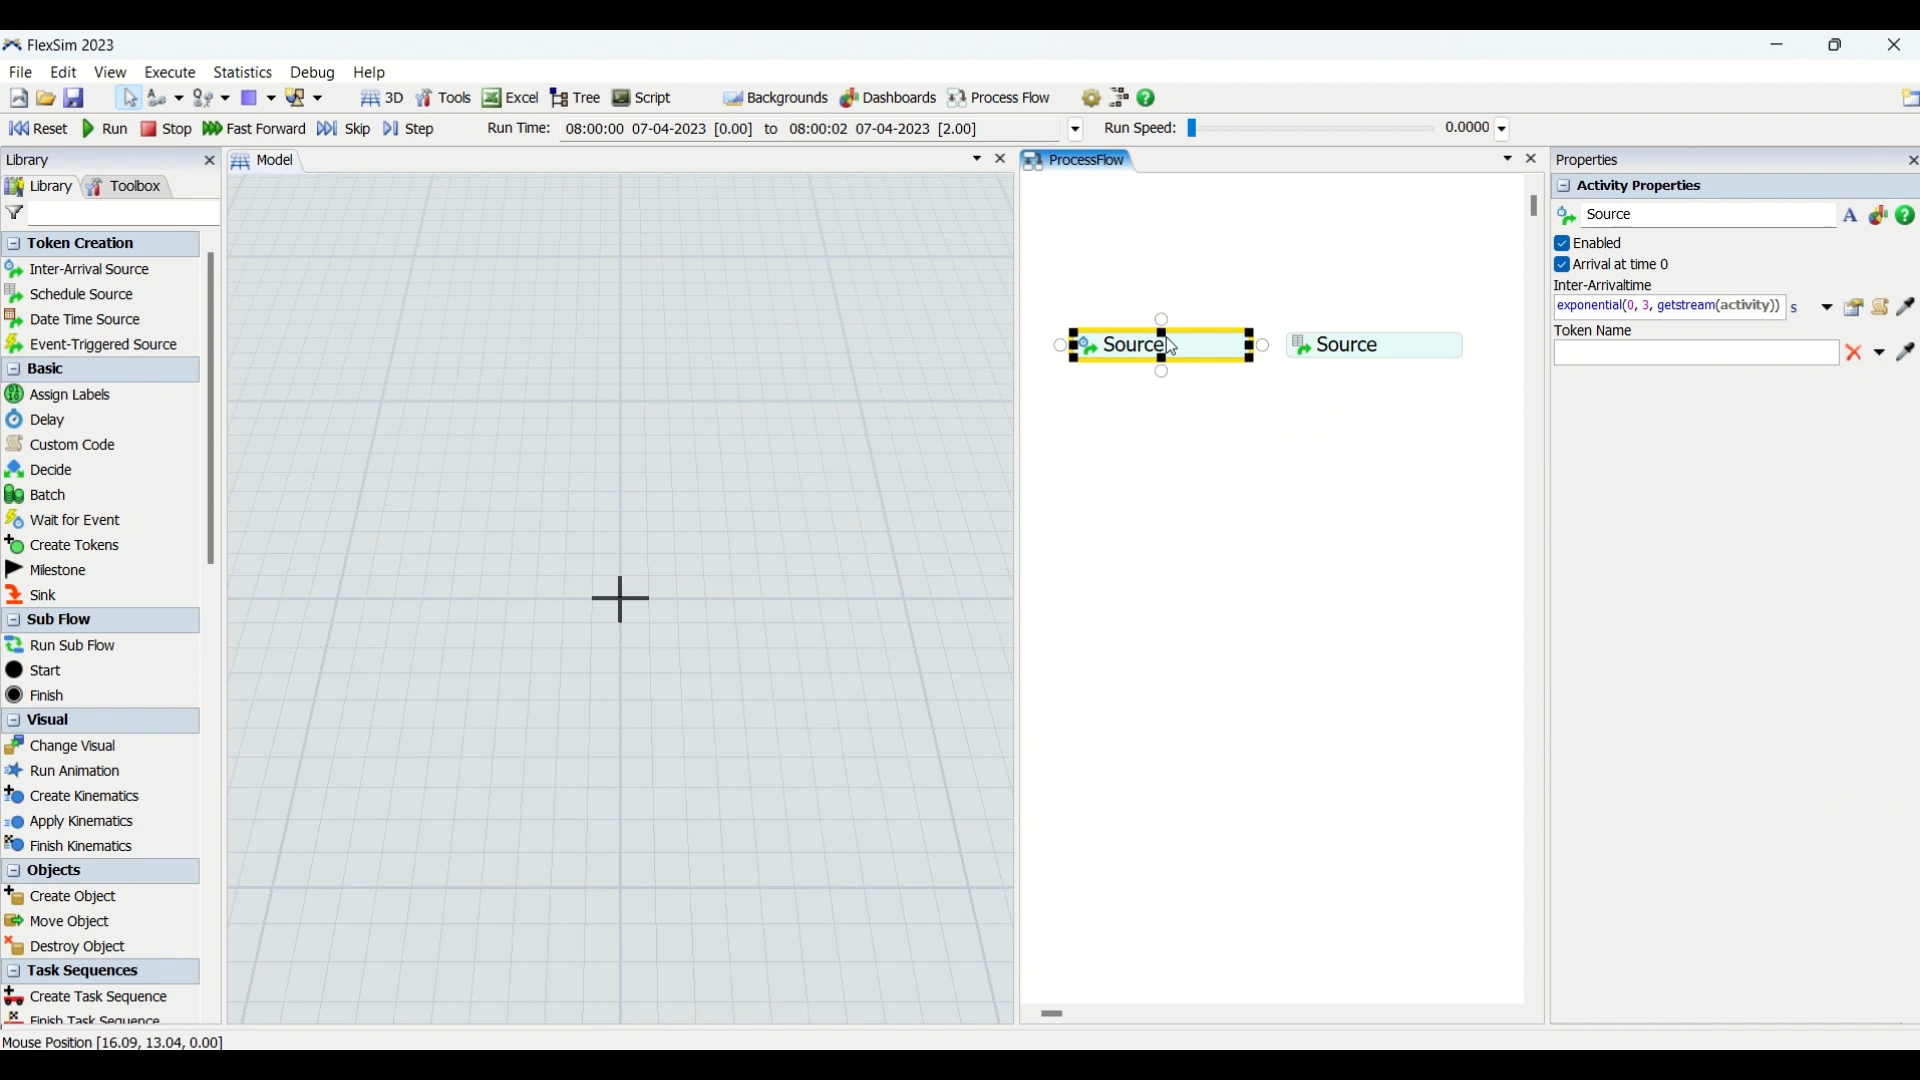 FlexSim 2023
File Edit View Execute Statistics Debug Help
3D Tools Excel Tree Script Backgrounds Dashboards Process Flow
Reset Run Stop Fast Forward Skip Step Run Time: 08:00:00 07-04-2023 [0.00] to 08:00:02 07-04-2023 [2.00] Run Speed: 0.0000
Library
Library Toolbox
Token Creation
Inter-Arrival Source
Schedule Source
Date Time Source
Event-Triggered Source
Basic
Assign Labels
Delay
Custom Code
Decide
Batch
Wait for Event
Create Tokens
Milestone
Sink
Sub Flow
Run Sub Flow
Start
Finish
Visual
Change Visual
Run Animation
Create Kinematics
Apply Kinematics
Finish Kinematics
Objects
Create Object
Move Object
Destroy Object
Task Sequences
Create Task Sequence
Finish Task Sequence
Model
ProcessFlow
Source
Source
Properties
Activity Properties
Source
Enabled
Arrival at time 0
Inter-Arrivaltime
exponential(0, 3, getstream(activity)) s
Token Name
Mouse Position [16.09, 13.04, 0.00]